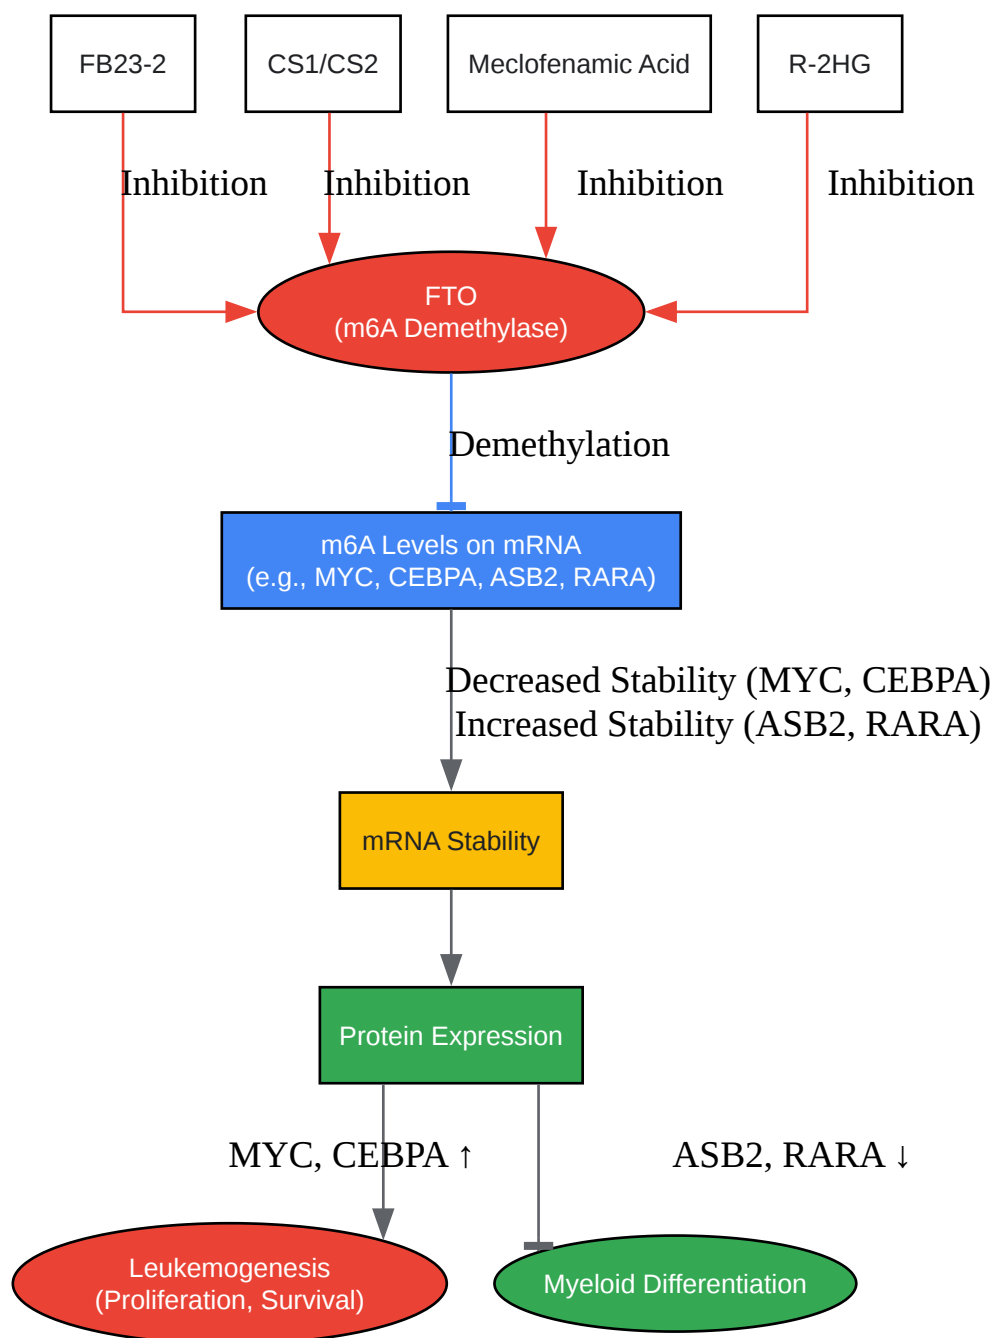 FB23-2
CS1/CS2
Meclofenamic Acid
R-2HG
Inhibition
Inhibition
Inhibition
Inhibition
FTO
(m6A Demethylase)
Demethylation
m6A Levels on mRNA
(e.g., MYC, CEBPA, ASB2, RARA)
Decreased Stability (MYC, CEBPA)
Increased Stability (ASB2, RARA)
mRNA Stability
Protein Expression
MYC, CEBPA ↑
ASB2, RARA ↓
Leukemogenesis
(Proliferation, Survival)
Myeloid Differentiation